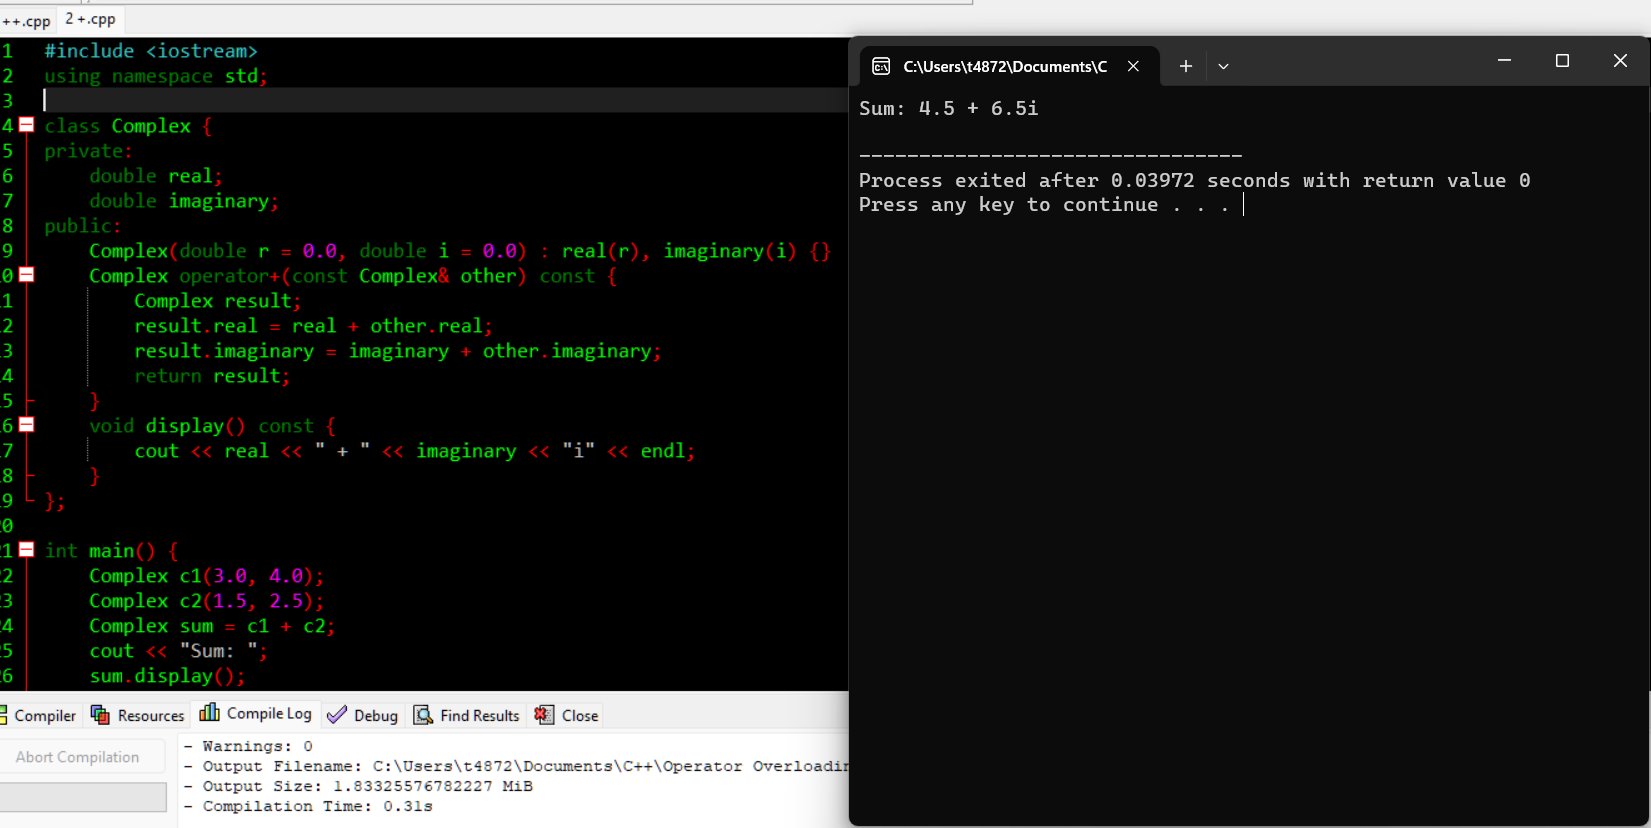 ++.cpp 2 +.cpp
1 #include <iostream>
2 using namespace std;
3
4 class Complex {
5 private:
6 double real;
7 double imaginary;
8 public:
9 Complex(double r = 0.0, double i = 0.0) : real(r), imaginary(i) {}
0 Complex operator+(const Complex& other) const {
1 Complex result;
2 result.real = real + other.real;
3 result.imaginary = imaginary + other.imaginary;
4 return result;
5 }
6 void display() const {
7 cout << real << " + " << imaginary << "i" << endl;
8 }
9 };
0
1 int main() {
2 Complex c1(3.0, 4.0);
3 Complex c2(1.5, 2.5);
4 Complex sum = c1 + c2;
5 cout << "Sum: ";
6 sum.display();
Compiler Resources Compile Log Debug Find Results Close
Abort Compilation
- Warnings: 0
- Output Filename: C:\Users\t4872\Documents\C++\Operator Overloadin
- Output Size: 1.83325576782227 MiB
- Compilation Time: 0.31s
C:\Users\t4872\Documents\C
Sum: 4.5 + 6.5i
--------------------------------
Process exited after 0.03972 seconds with return value 0
Press any key to continue . . .